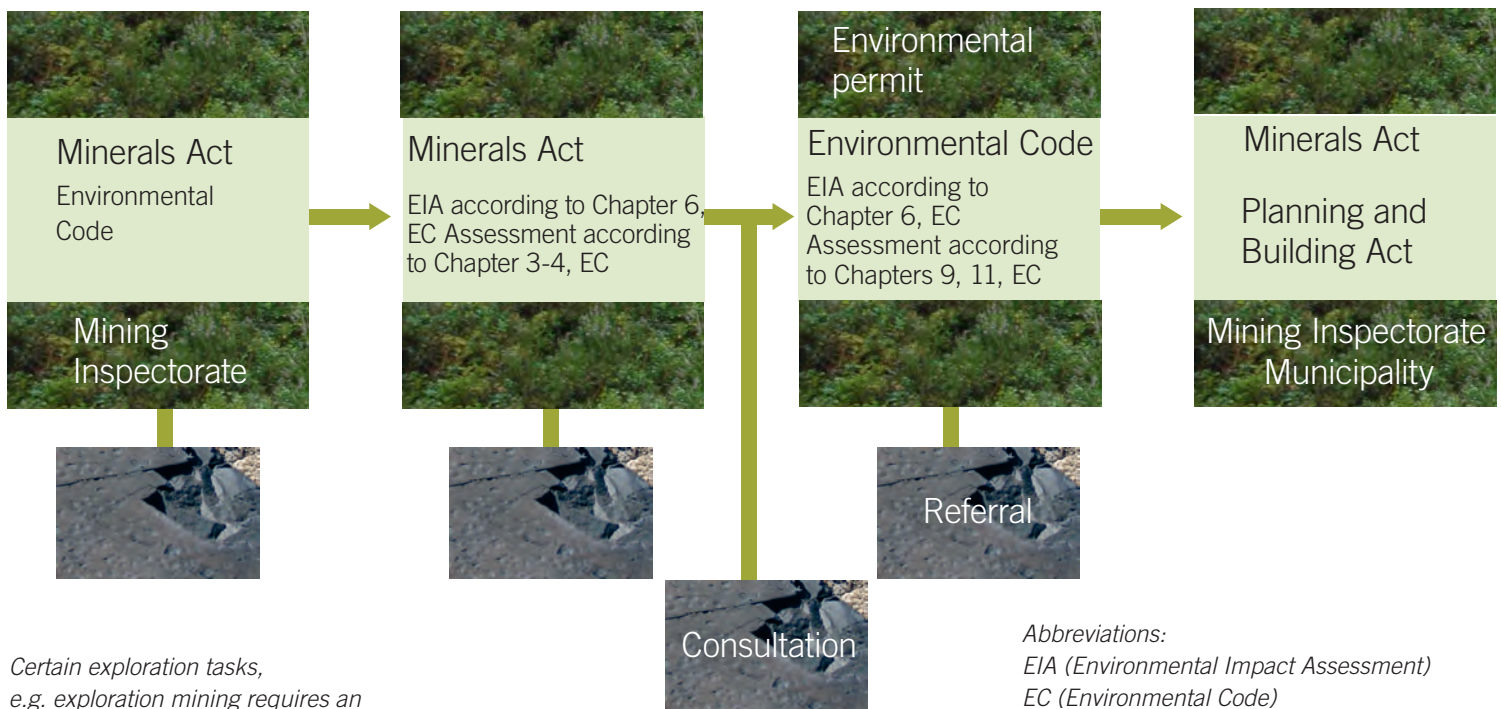 Minerals Act
Environmental
Code
Mining
Inspectorate
Minerals Act
EIA according to Chapter 6,
EC Assessment according
to Chapter 3-4, EC
Environmental
permit
Environmental Code
EIA according to
Chapter 6, EC
Assessment according
to Chapters 9, 11, EC
Minerals Act
Planning and
Building Act
Mining Inspectorate
Municipality
Referral
Consultation
Certain exploration tasks,
e.g. exploration mining requires an
Abbreviations:
EIA (Environmental Impact Assessment)
EC (Environmental Code)